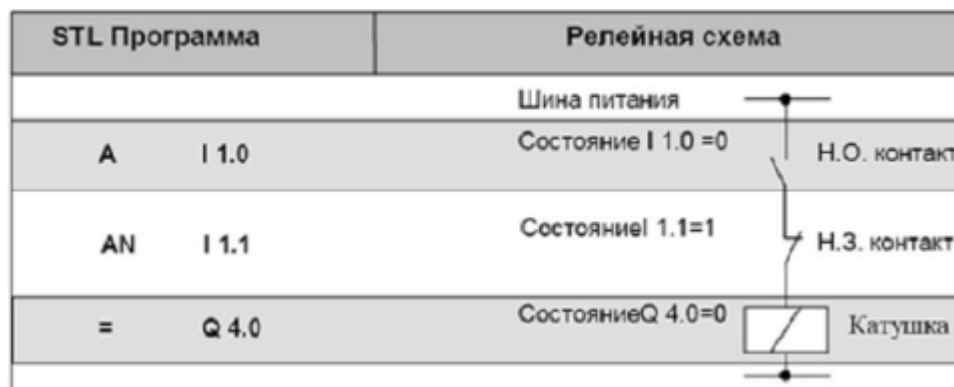 STL Программа Релейная схема
Шина питания
A I 1.0 Состояние I 1.0 =0 Н.О. контакт
AN I 1.1 СостояниеI 1.1=1 Н.З. контакт
= Q 4.0 СостояниеQ 4.0=0 Катушка